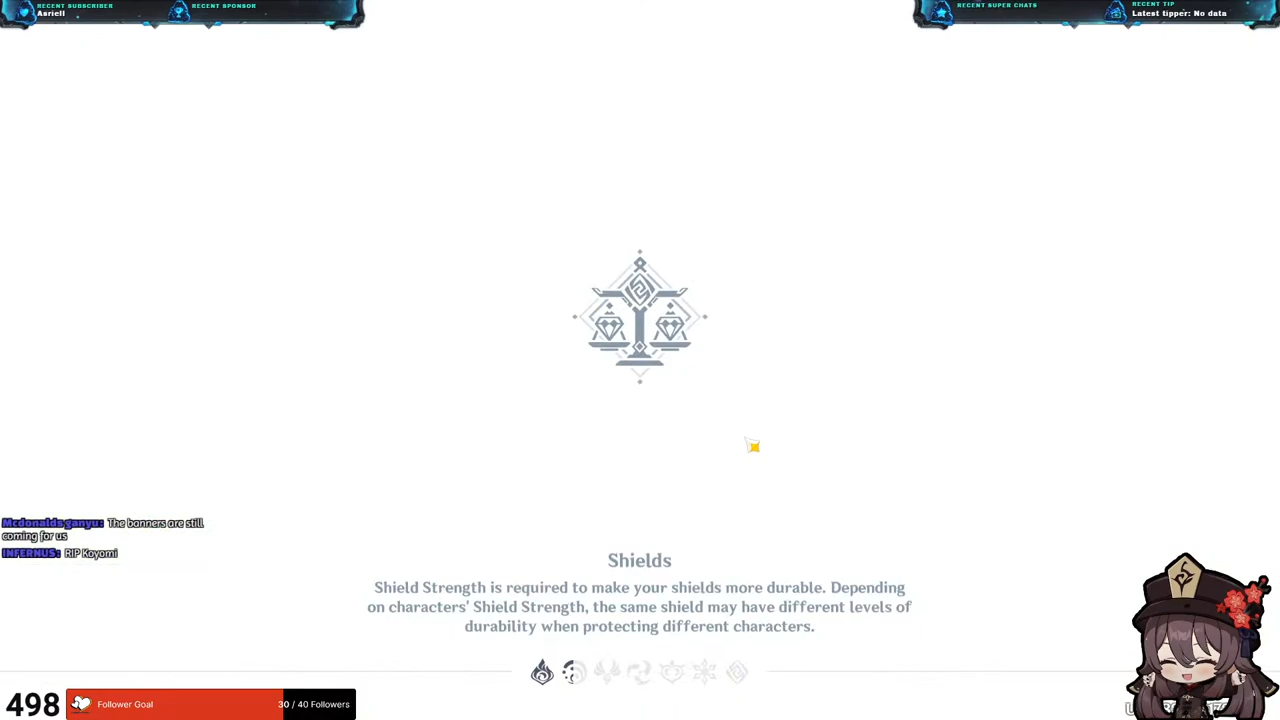 RECENT SUBSCRIBER
Asriell
RECENT SPONSOR
RECENT SUPER CHATS
RECENT TIP
Latest tipper: No data
Mcdonalds ganyu: The banners are still
coming for us
INFERNUS: RIP Koyomi
Shields
Shield Strength is required to make your shields more durable. Depending
on characters' Shield Strength, the same shield may have different levels of
durability when protecting different characters.
498
Follower Goal
30 / 40 Followers